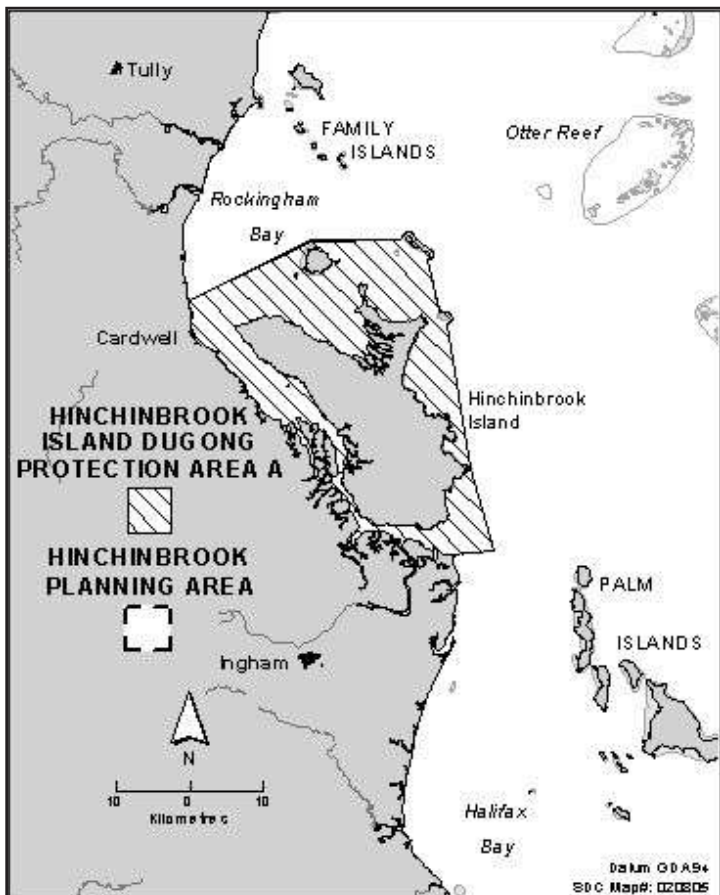 Tully
FAMILY
ISLANDS
Otter Reef
Rockingham
Bay
Cardwell
Hinchinbrook
Island
HINCHINBROOK
ISLAND DUGONG
PROTECTION AREA A
HINCHINBROOK
PLANNING AREA
PALM
ISLANDS
Ingham
N
10 0 10
Kilometres
Halifax
Bay
Datum GDA94
SDC Map#: 020805